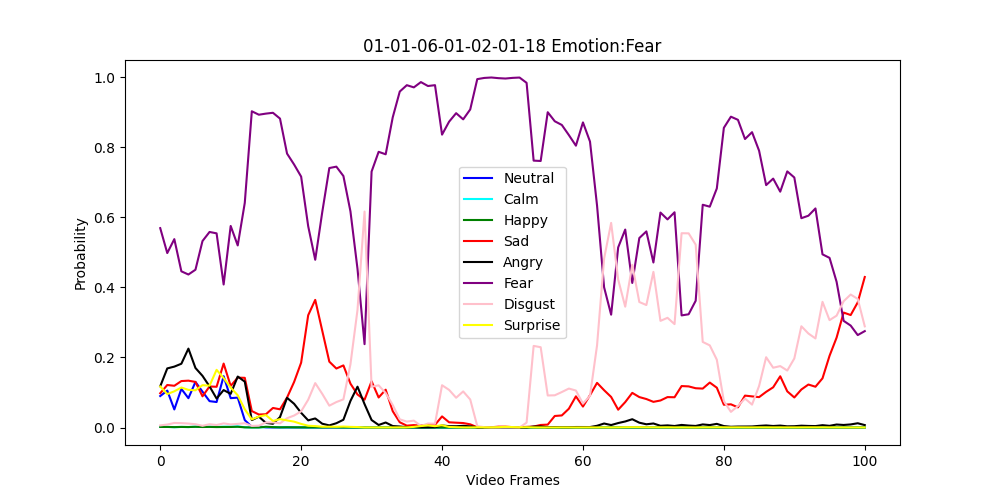 01-01-06-01-02-01-18 Emotion:Fear
Probability
1.0
0.8
0.6
0.4
0.2
0.0
Neutral
Calm
Happy
Sad
Angry
Fear
Disgust
Surprise
0 20 40 60 80 100
Video Frames